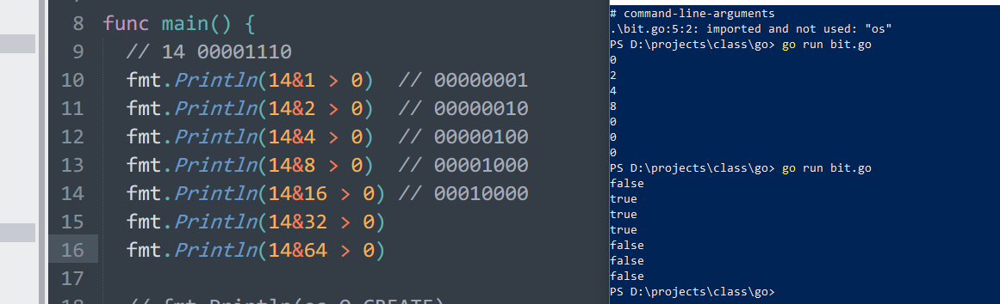 8 func main() {
9 // 14 00001110
10 fmt.Println(14&1 > 0) // 00000001
11 fmt.Println(14&2 > 0) // 00000010
12 fmt.Println(14&4 > 0) // 00000100
13 fmt.Println(14&8 > 0) // 00001000
14 fmt.Println(14&16 > 0) // 00010000
15 fmt.Println(14&32 > 0)
16 fmt.Println(14&64 > 0)
17
18 // fmt.Println(os.O_CREATE)
# command-line-arguments
.\bit.go:5:2: imported and not used: "os"
PS D:\projects\class\go> go run bit.go
0
2
4
8
0
0
0
PS D:\projects\class\go> go run bit.go
false
true
true
true
false
false
false
PS D:\projects\class\go>